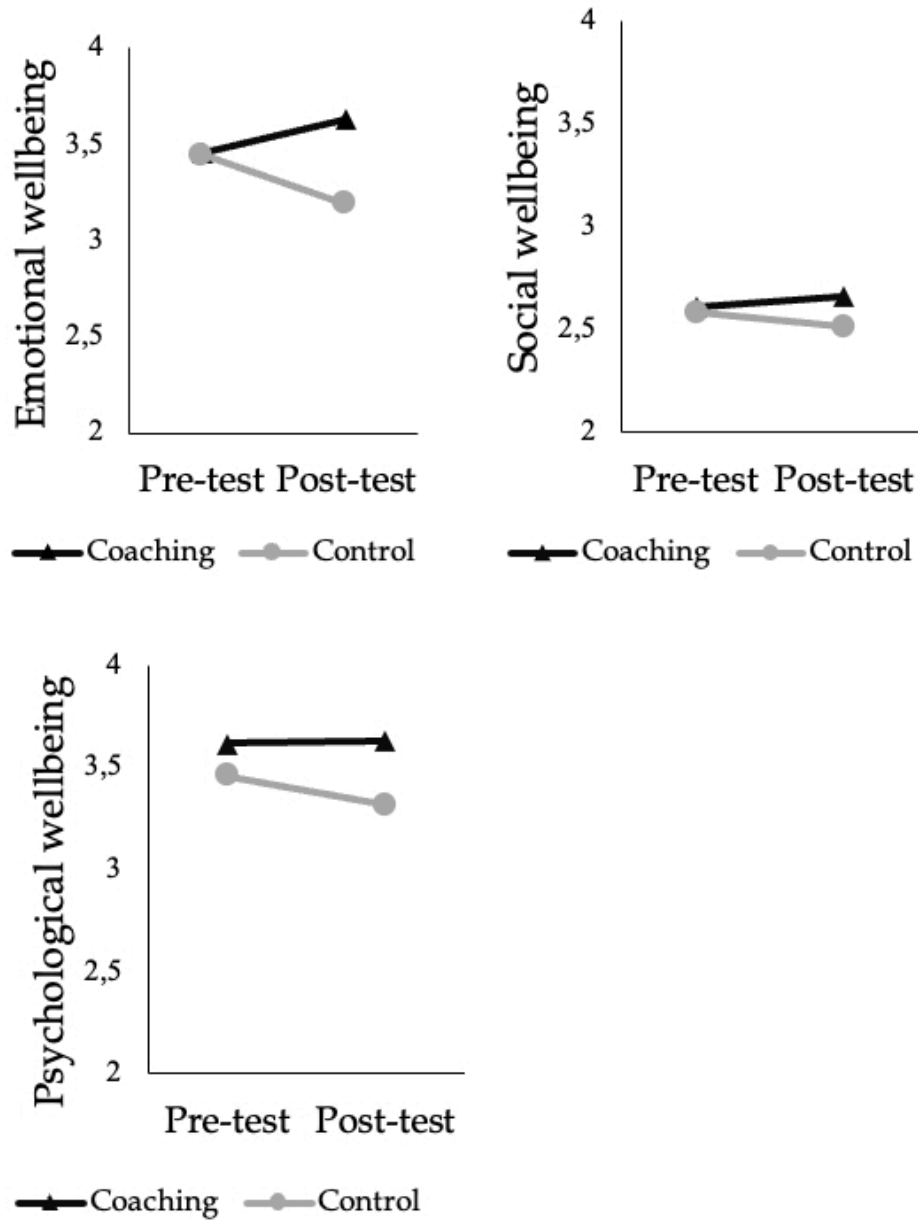 Emotional wellbeing
4
3,5
3
2,5
2
Pre-test Post-test
Coaching Control
Social wellbeing
4
3,5
3
2,5
2
Pre-test Post-test
Coaching Control
Psychological wellbeing
4
3,5
3
2,5
2
Pre-test Post-test
Coaching Control